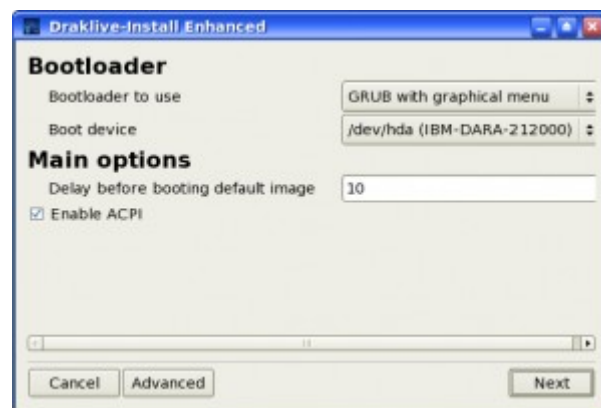 Draklive-Install Enhanced
Bootloader
Bootloader to use GRUB with graphical menu
Boot device /dev/hda (IBM-DARA-212000)
Main options
Delay before booting default image 10
Enable ACPI
Cancel Advanced Next